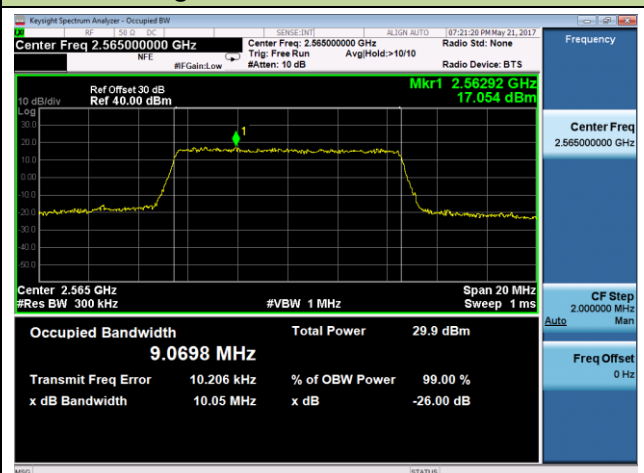 Keysight Spectrum Analyzer - Occupied BW
RF 50 Ω DC SENSE:INT ALIGN AUTO 07:21:20 PM May 21, 2017
Center Freq 2.565000000 GHz Center Freq: 2.565000000 GHz Radio Std: None
NFE Trig: Free Run Avg|Hold:>10/10
#IFGain:Low #Atten: 10 dB Radio Device: BTS
Ref Offset 30 dB Mkr1 2.56292 GHz
10 dB/div Ref 40.00 dBm 17.054 dBm
Log
30.0
20.0
10.0
0.00
-10.0
-20.0
-30.0
-40.0
-50.0
1
Center 2.565 GHz Span 20 MHz
#Res BW 300 kHz #VBW 1 MHz Sweep 1 ms
Occupied Bandwidth Total Power 29.9 dBm
9.0698 MHz
Transmit Freq Error 10.206 kHz % of OBW Power 99.00 %
x dB Bandwidth 10.05 MHz x dB -26.00 dB
MSG STATUS
Frequency
Center Freq
2.565000000 GHz
CF Step
2.000000 MHz
Auto Man
Freq Offset
0 Hz